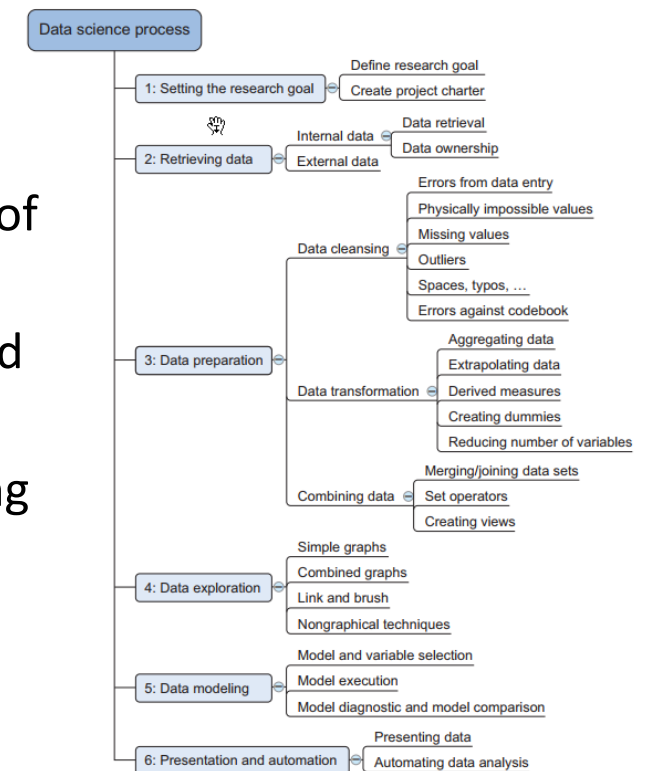 Data science process
Define research goal
1: Setting the research goal
Create project charter
Data retrieval
Internal data
Data ownership
2: Retrieving data
External data
Errors from data entry
Physically impossible values
of
Missing values
Data cleansing
Outliers
Spaces, typos, …
Errors against codebook
Aggregating data
d
3: Data preparation
Extrapolating data
Data transformation
Derived measures
Creating dummies
Reducing number of variables
Merging/joining data sets
ng
Combining data
Set operators
Creating views
Simple graphs
Combined graphs
4: Data exploration
Link and brush
Nongraphical techniques
Model and variable selection
5: Data modeling
Model execution
Model diagnostic and model comparison
Presenting data
6: Presentation and automation
Automating data analysis